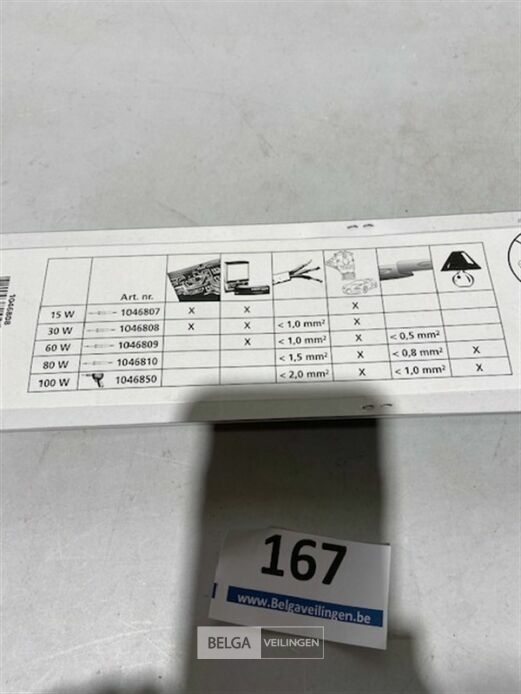 Art. nr.
15 W 1046807 X X X
30 W 1046808 X X < 1,0 mm² X
60 W 1046809 X < 1,0 mm² X < 0,5 mm²
80 W 1046810 < 1,5 mm² X < 0,8 mm² X
100 W 1046850 < 2,0 mm² X < 1,0 mm² X
1046808
167
www.Belgaveilingen.be
BELGA VEILINGEN